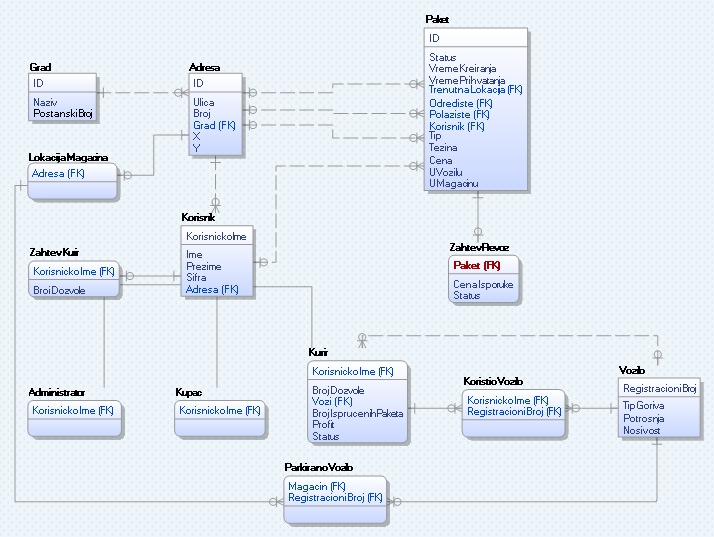 Paket
ID
Status
VremeKreiranja
VremePrihvatanja
TrenutnaLokacija (FK)
Odrediste (FK)
Polaziste (FK)
Korisnik (FK)
Tip
Tezina
Cena
UVozilu
UMagacinu
Grad
ID
Naziv
PostanskiBroj
Adresa
ID
Ulica
Broj
Grad (FK)
X
Y
LokacijaMagacina
Adresa (FK)
Korisnik
KorisnickoIme
Ime
Prezime
Sifra
Adresa (FK)
ZahtevKurir
KorisnickoIme (FK)
BrojDozvole
ZahtevPrevoz
Paket (FK)
CenaIsporuke
Status
Administrator
KorisnickoIme (FK)
Kupac
KorisnickoIme (FK)
Kurir
KorisnickoIme (FK)
BrojDozvole
Vozi (FK)
BrojIsprucenihPaketa
Profit
Status
KoristioVozilo
KorisnickoIme (FK)
RegistracioniBroj (FK)
Vozilo
RegistracioniBroj
TipGoriva
Potrosnja
Nosivost
ParkiranoVozilo
Magacin (FK)
RegistracioniBroj (FK)